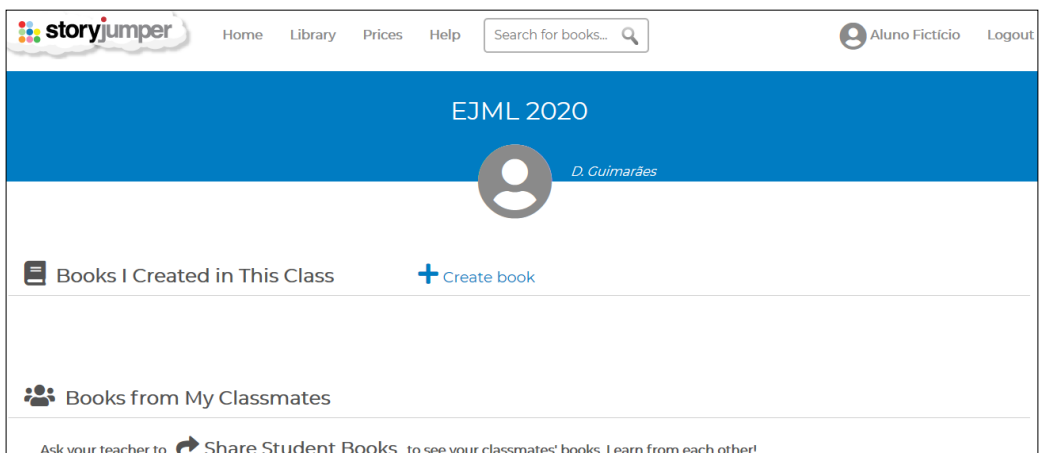 storyjumper Home Library Prices Help Search for books... Aluno Fictício Logout
EJML 2020
D. Guimarães
Books I Created in This Class + Create book
Books from My Classmates
Ask your teacher to Share Student Books to see your classmates' books. Learn from each other!